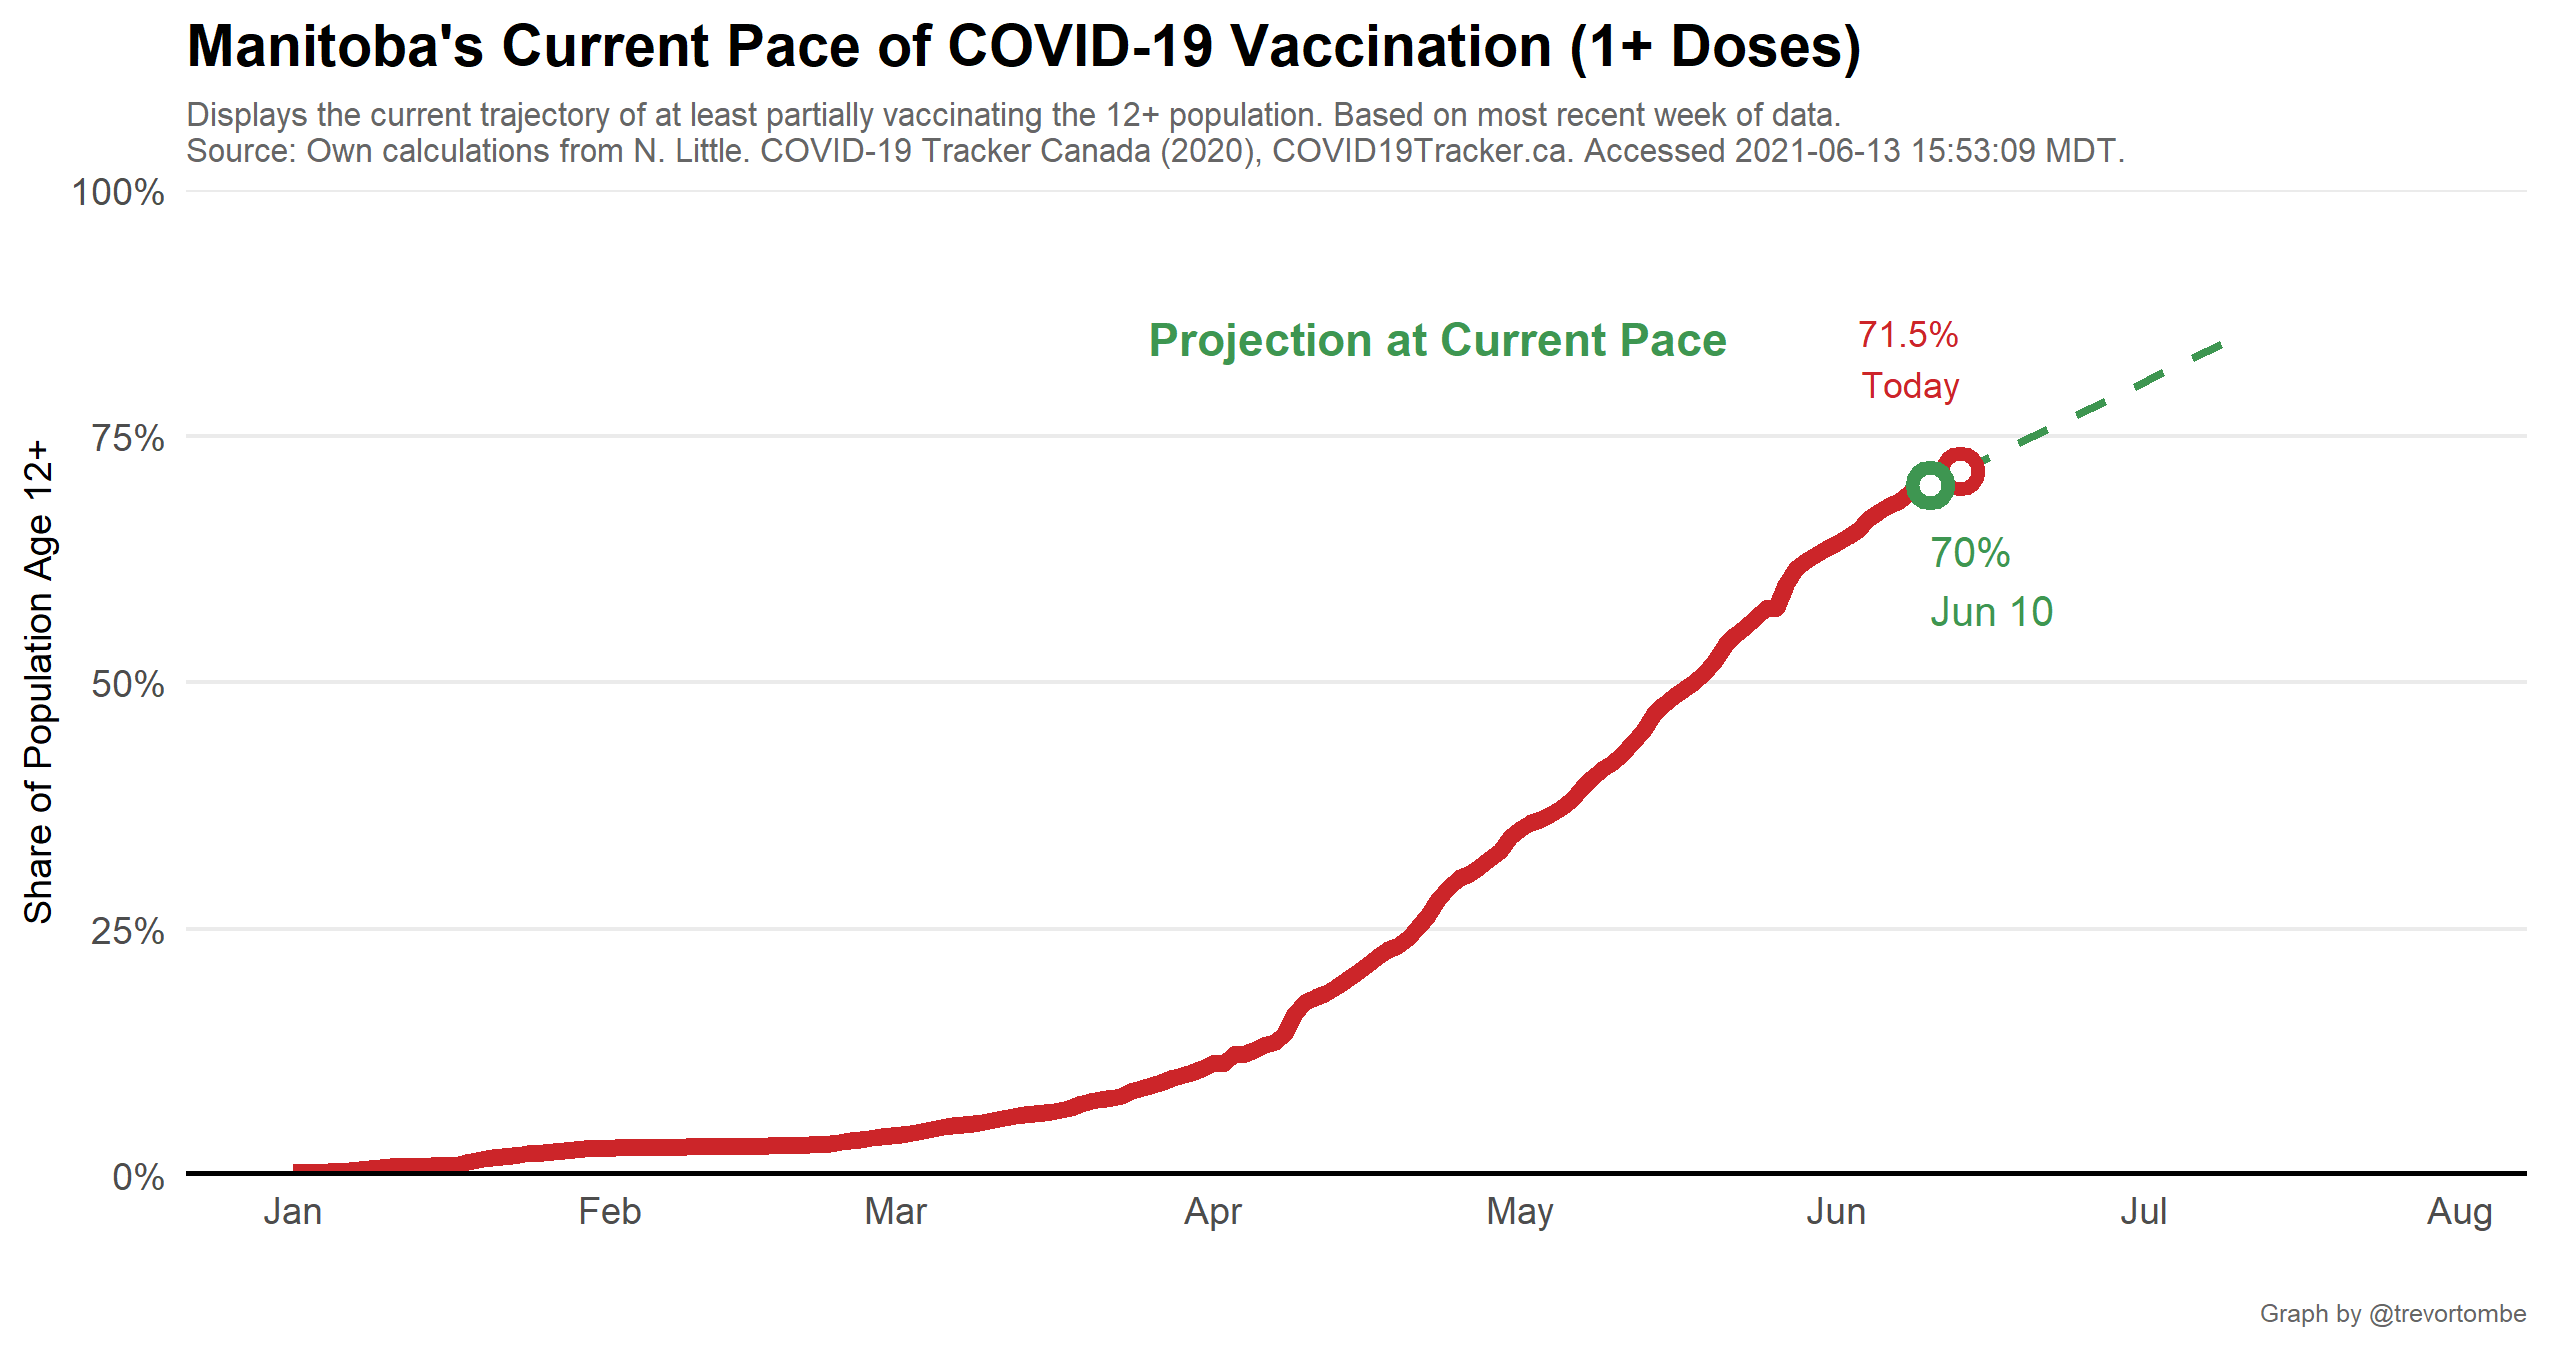 Manitoba's Current Pace of COVID-19 Vaccination (1+ Doses)
Displays the current trajectory of at least partially vaccinating the 12+ population. Based on most recent week of data.
Source: Own calculations from N. Little. COVID-19 Tracker Canada (2020), COVID19Tracker.ca. Accessed 2021-06-13 15:53:09 MDT.
100%
75%
50%
25%
0%
Share of Population Age 12+
Projection at Current Pace
71.5%
Today
70%
Jun 10
Jan
Feb
Mar
Apr
May
Jun
Jul
Aug
Graph by @trevortombe